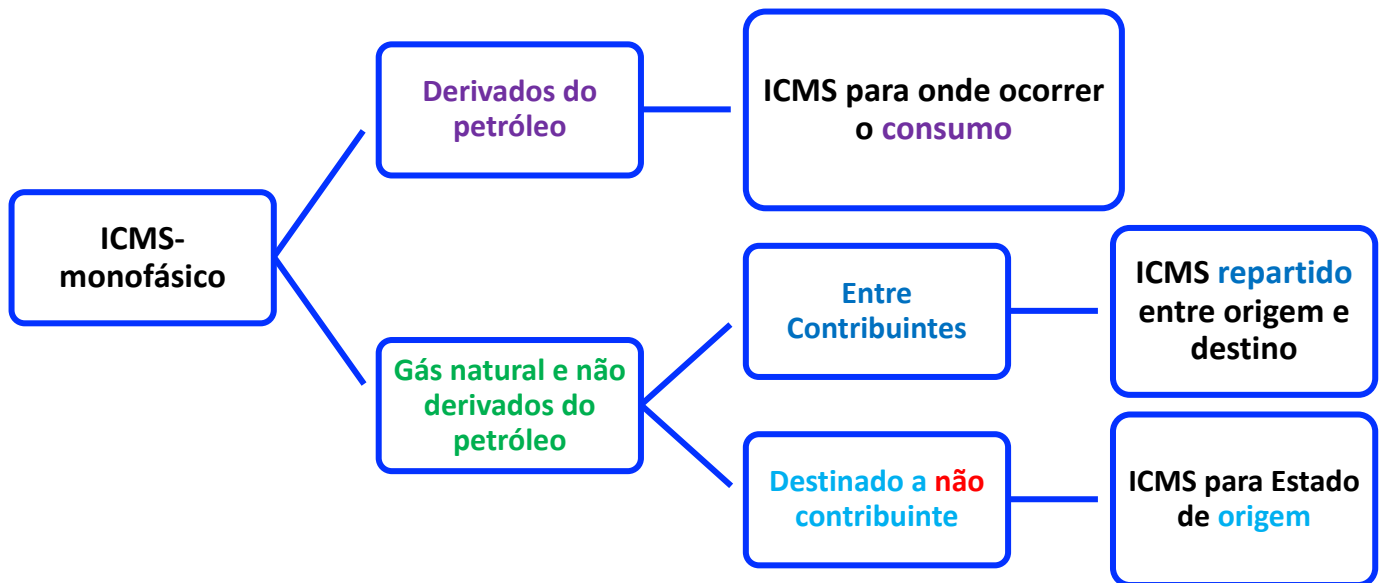 ICMS-
monofásico
Derivados do
petróleo
ICMS para onde ocorrer
o consumo
Gás natural e não
derivados do
petróleo
Entre
Contribuintes
ICMS repartido
entre origem e
destino
Destinado a não
contribuinte
ICMS para Estado
de origem